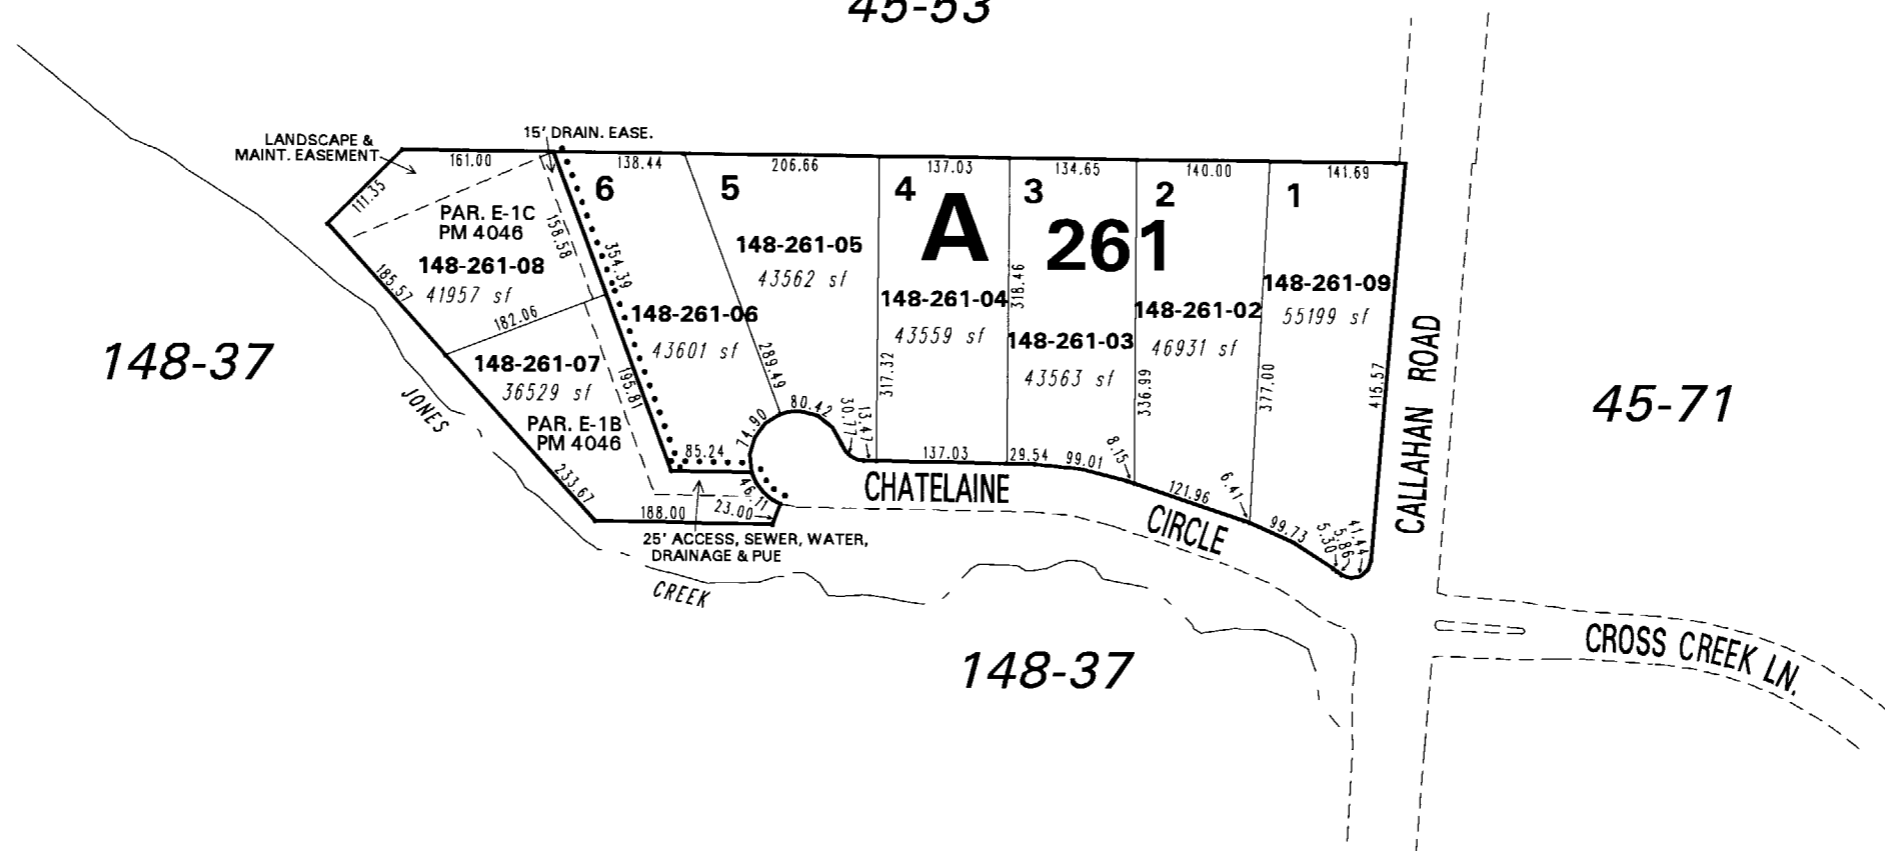 45-53
LANDSCAPE &
MAINT. EASEMENT
15' DRAIN. EASE.
161.00
138.44
206.66
137.03
134.65
140.00
141.69
111.35
6
5
4
A
3
261
2
1
PAR. E-1C
PM 4046
158.58
354.39
148-261-08
41957 sf
185.57
182.06
148-261-05
43562 sf
148-261-06
43601 sf
289.49
148-261-04
43559 sf
317.32
318.46
148-261-03
43563 sf
148-261-02
46931 sf
336.99
377.00
148-261-09
55199 sf
415.57
CALLAHAN ROAD
148-37
45-71
148-261-07
36529 sf
195.81
PAR. E-1B
PM 4046
JONES
233.67
85.24
74.90
80.42
30.77
13.47
46.11
23.00
188.00
137.03
29.54
99.01
8.15
121.96
6.41
99.73
5.30
5.86
41.44
CHATELAINE
CIRCLE
25' ACCESS, SEWER, WATER,
DRAINAGE & PUE
CREEK
148-37
CROSS CREEK LN.